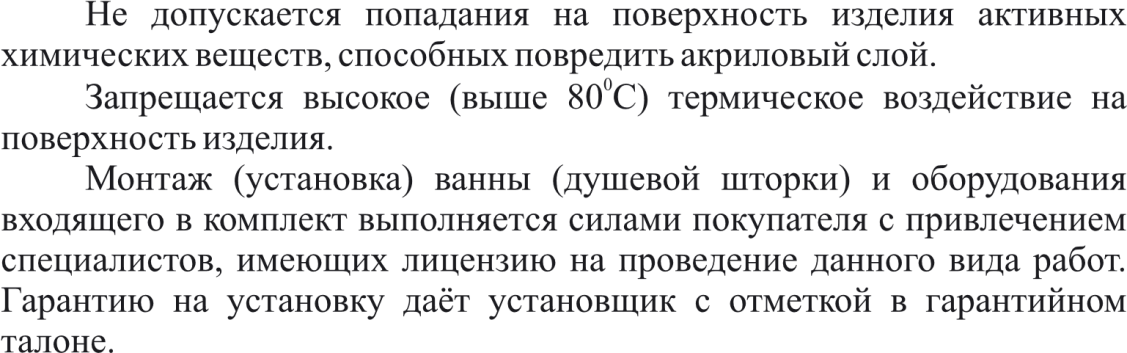 Не допускается попадания на поверхность изделия активных
химических веществ, способных повредить акриловый слой.
Запрещается высокое (выше 80⁰С) термическое воздействие на
поверхность изделия.
Монтаж (установка) ванны (душевой шторки) и оборудования
входящего в комплект выполняется силами покупателя с привлечением
специалистов, имеющих лицензию на проведение данного вида работ.
Гарантию на установку даёт установщик с отметкой в гарантийном
талоне.